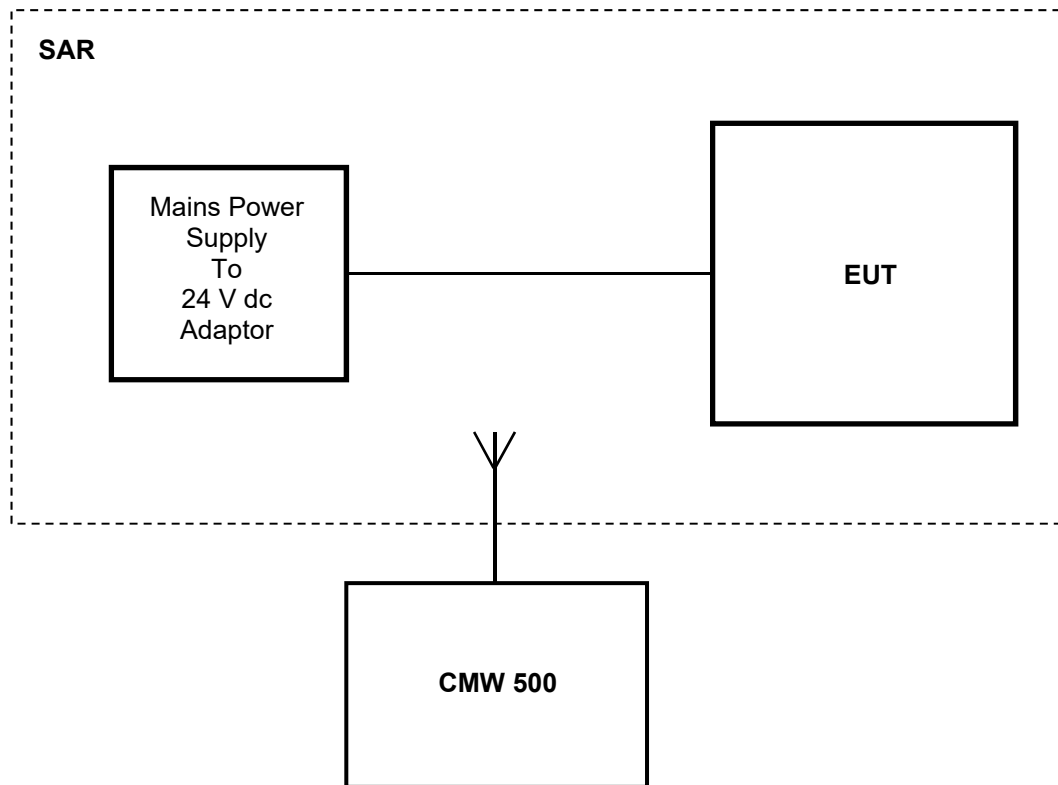 SAR
Mains Power
Supply
To
24 V dc
Adaptor
EUT
CMW 500